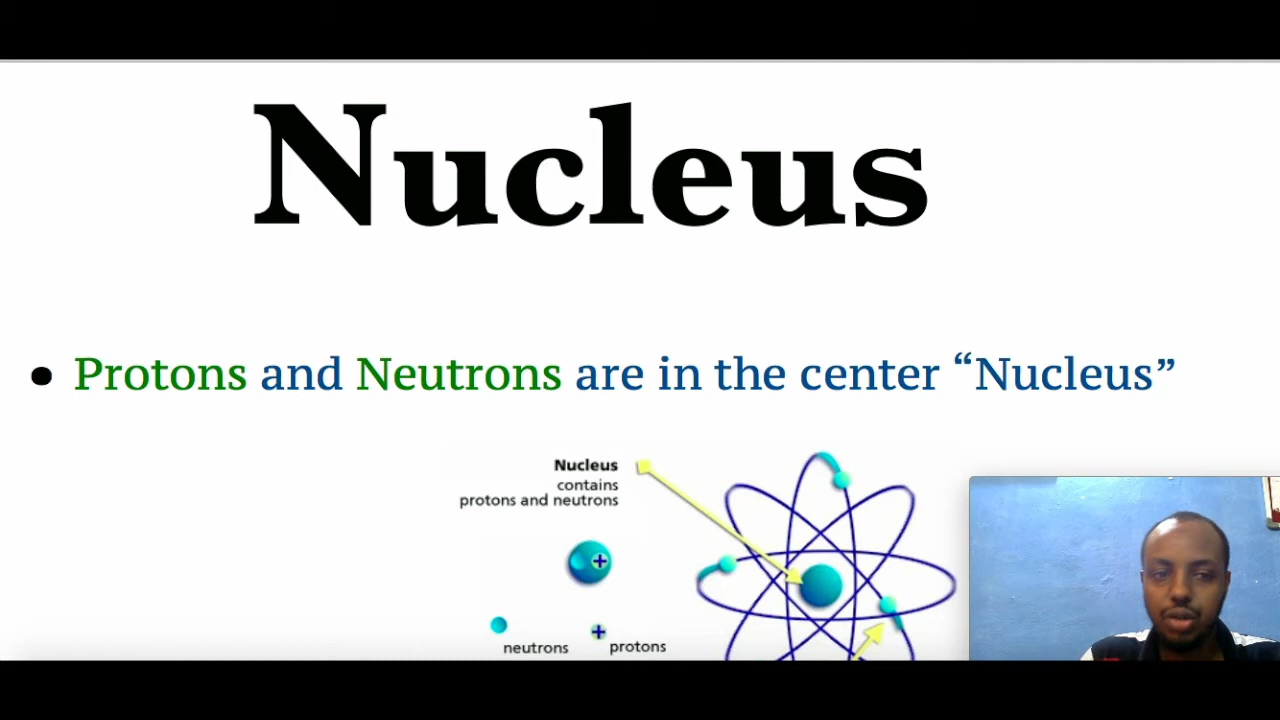 Nucleus
• Protons and Neutrons are in the center “Nucleus”
Nucleus
contains
protons and neutrons
+
neutrons
+ protons